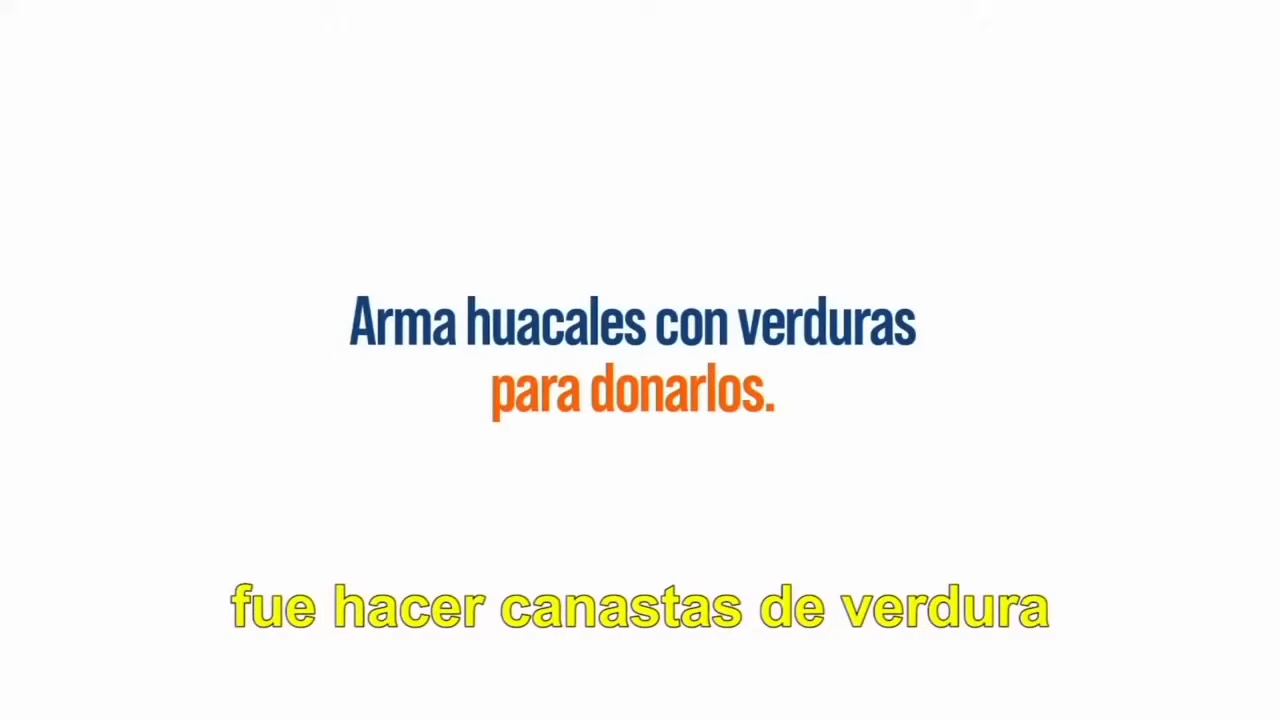 Arma huacales con verduras
para donarlos.
fue hacer canastas de verdura